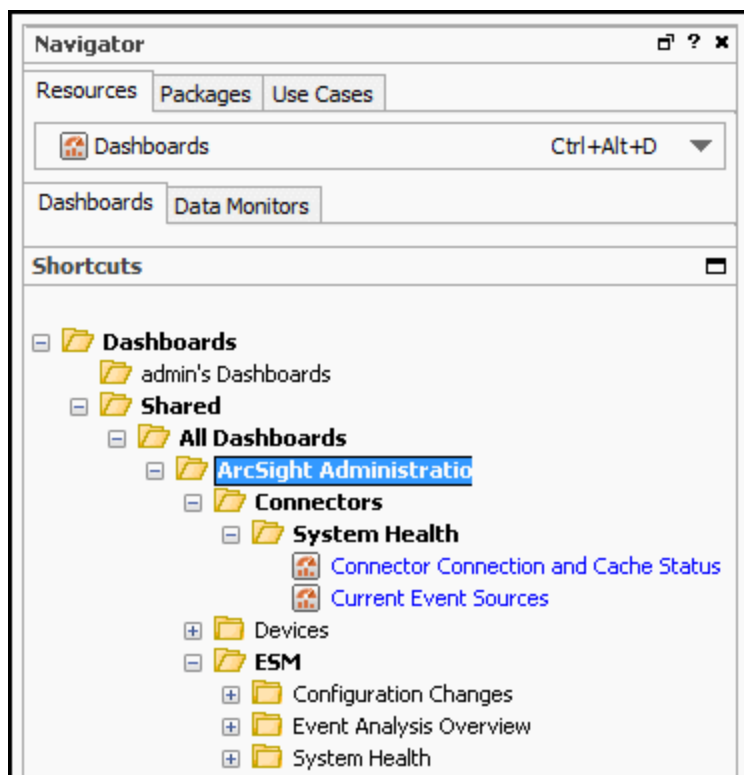 Navigator ?
Resources Packages Use Cases
Dashboards Ctrl+Alt+D
Dashboards Data Monitors
Shortcuts
Dashboards
admin's Dashboards
Shared
All Dashboards
ArcSight Administratio
Connectors
System Health
Connector Connection and Cache Status
Current Event Sources
Devices
ESM
Configuration Changes
Event Analysis Overview
System Health